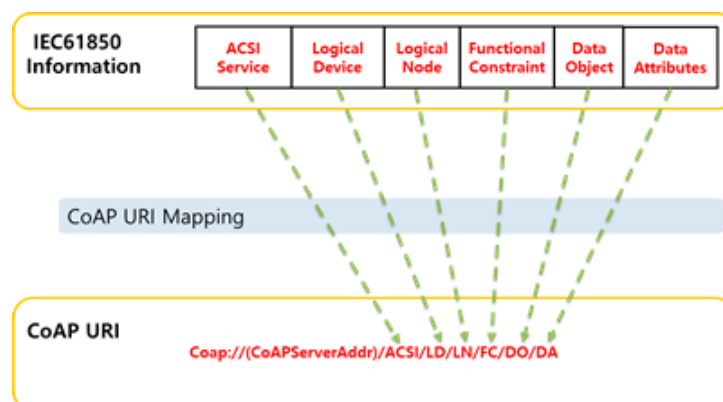 IEC61850
Information
ACSI
Service
Logical
Device
Logical
Node
Functional
Constraint
Data
Object
Data
Attributes
CoAP URI Mapping
CoAP URI
Coap://(CoAPServerAddr)/ACSI/LD/LN/FC/DO/DA